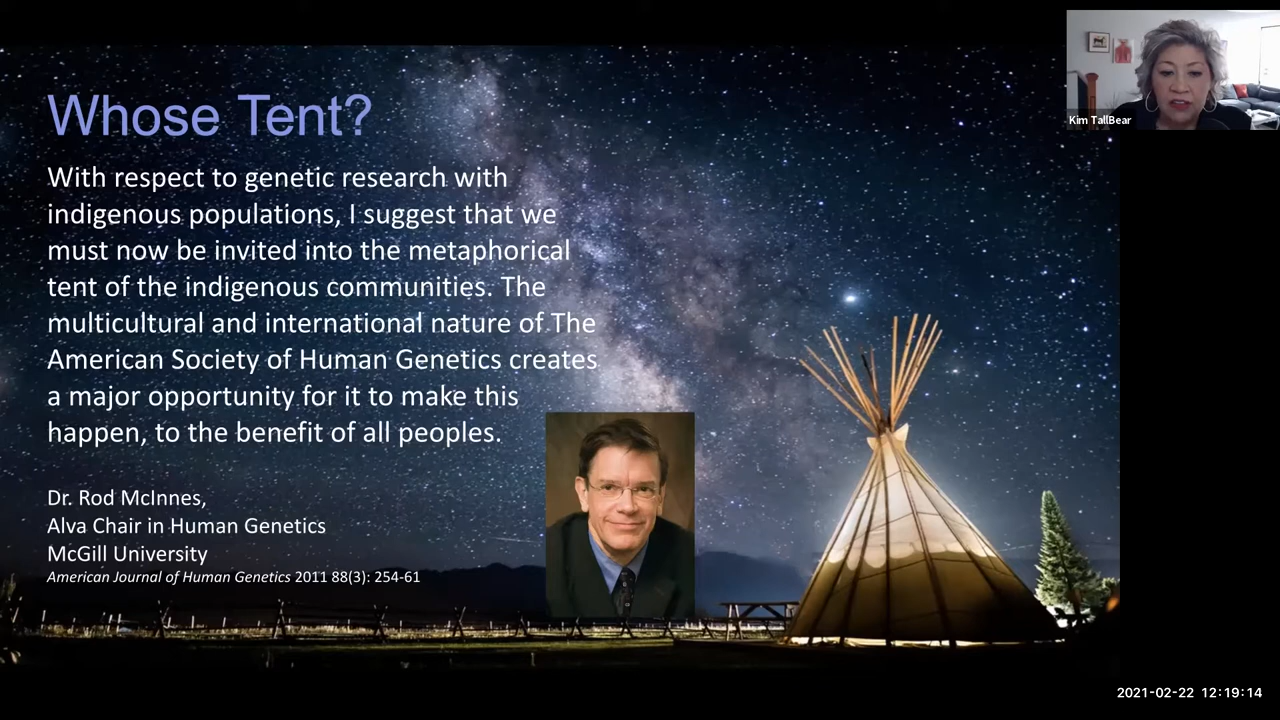 Whose Tent?
With respect to genetic research with
indigenous populations, I suggest that we
must now be invited into the metaphorical
tent of the indigenous communities. The
multicultural and international nature of The
American Society of Human Genetics creates
a major opportunity for it to make this
happen, to the benefit of all peoples.
Dr. Rod McInnes,
Alva Chair in Human Genetics
McGill University
American Journal of Human Genetics 2011 88(3): 254-61
Kim TallBear
2021-02-22 12:19:14